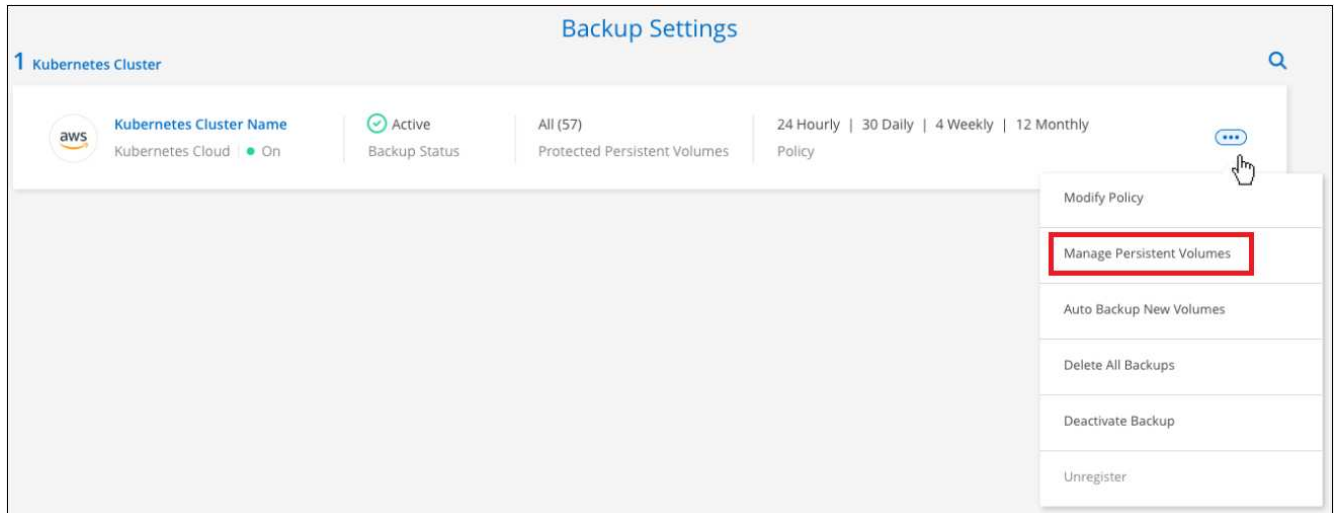 Backup Settings
1 Kubernetes Cluster
aws
Kubernetes Cluster Name
Kubernetes Cloud
On
Active
Backup Status
All (57)
Protected Persistent Volumes
24 Hourly | 30 Daily | 4 Weekly | 12 Monthly
Policy
Modify Policy
Manage Persistent Volumes
Auto Backup New Volumes
Delete All Backups
Deactivate Backup
Unregister